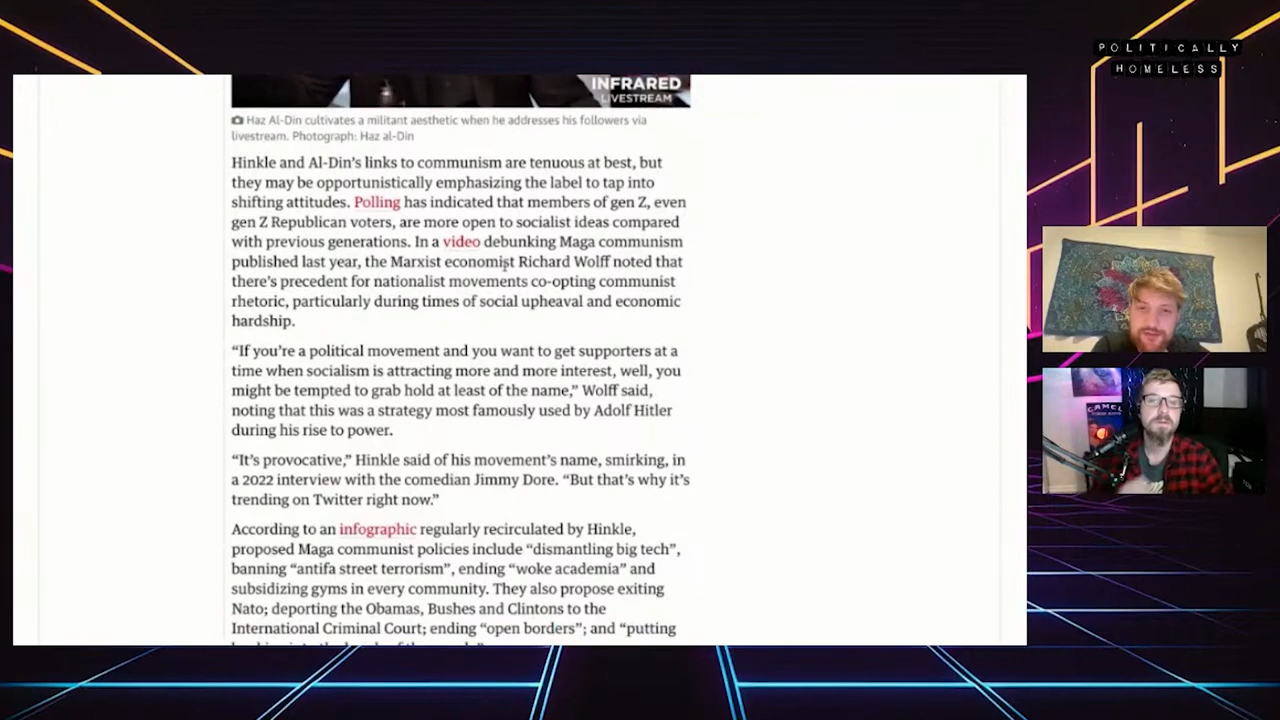 POLITICALLY
HOMELESS
INFRARED
LIVESTREAM
Haz Al-Din cultivates a militant aesthetic when he addresses his followers via
livestream. Photograph: Haz al-Din
Hinkle and Al-Din’s links to communism are tenuous at best, but
they may be opportunistically emphasizing the label to tap into
shifting attitudes. Polling has indicated that members of gen Z, even
gen Z Republican voters, are more open to socialist ideas compared
with previous generations. In a video debunking Maga communism
published last year, the Marxist economist Richard Wolff noted that
there’s precedent for nationalist movements co-opting communist
rhetoric, particularly during times of social upheaval and economic
hardship.
“If you’re a political movement and you want to get supporters at a
time when socialism is attracting more and more interest, well, you
might be tempted to grab hold at least of the name,” Wolff said,
noting that this was a strategy most famously used by Adolf Hitler
during his rise to power.
“It’s provocative,” Hinkle said of his movement’s name, smirking, in
a 2022 interview with the comedian Jimmy Dore. “But that’s why it’s
trending on Twitter right now.”
According to an infographic regularly recirculated by Hinkle,
proposed Maga communist policies include “dismantling big tech”,
banning “antifa street terrorism”, ending “woke academia” and
subsidizing gyms in every community. They also propose exiting
Nato; deporting the Obamas, Bushes and Clintons to the
International Criminal Court; ending “open borders”; and “putting
CAMEL